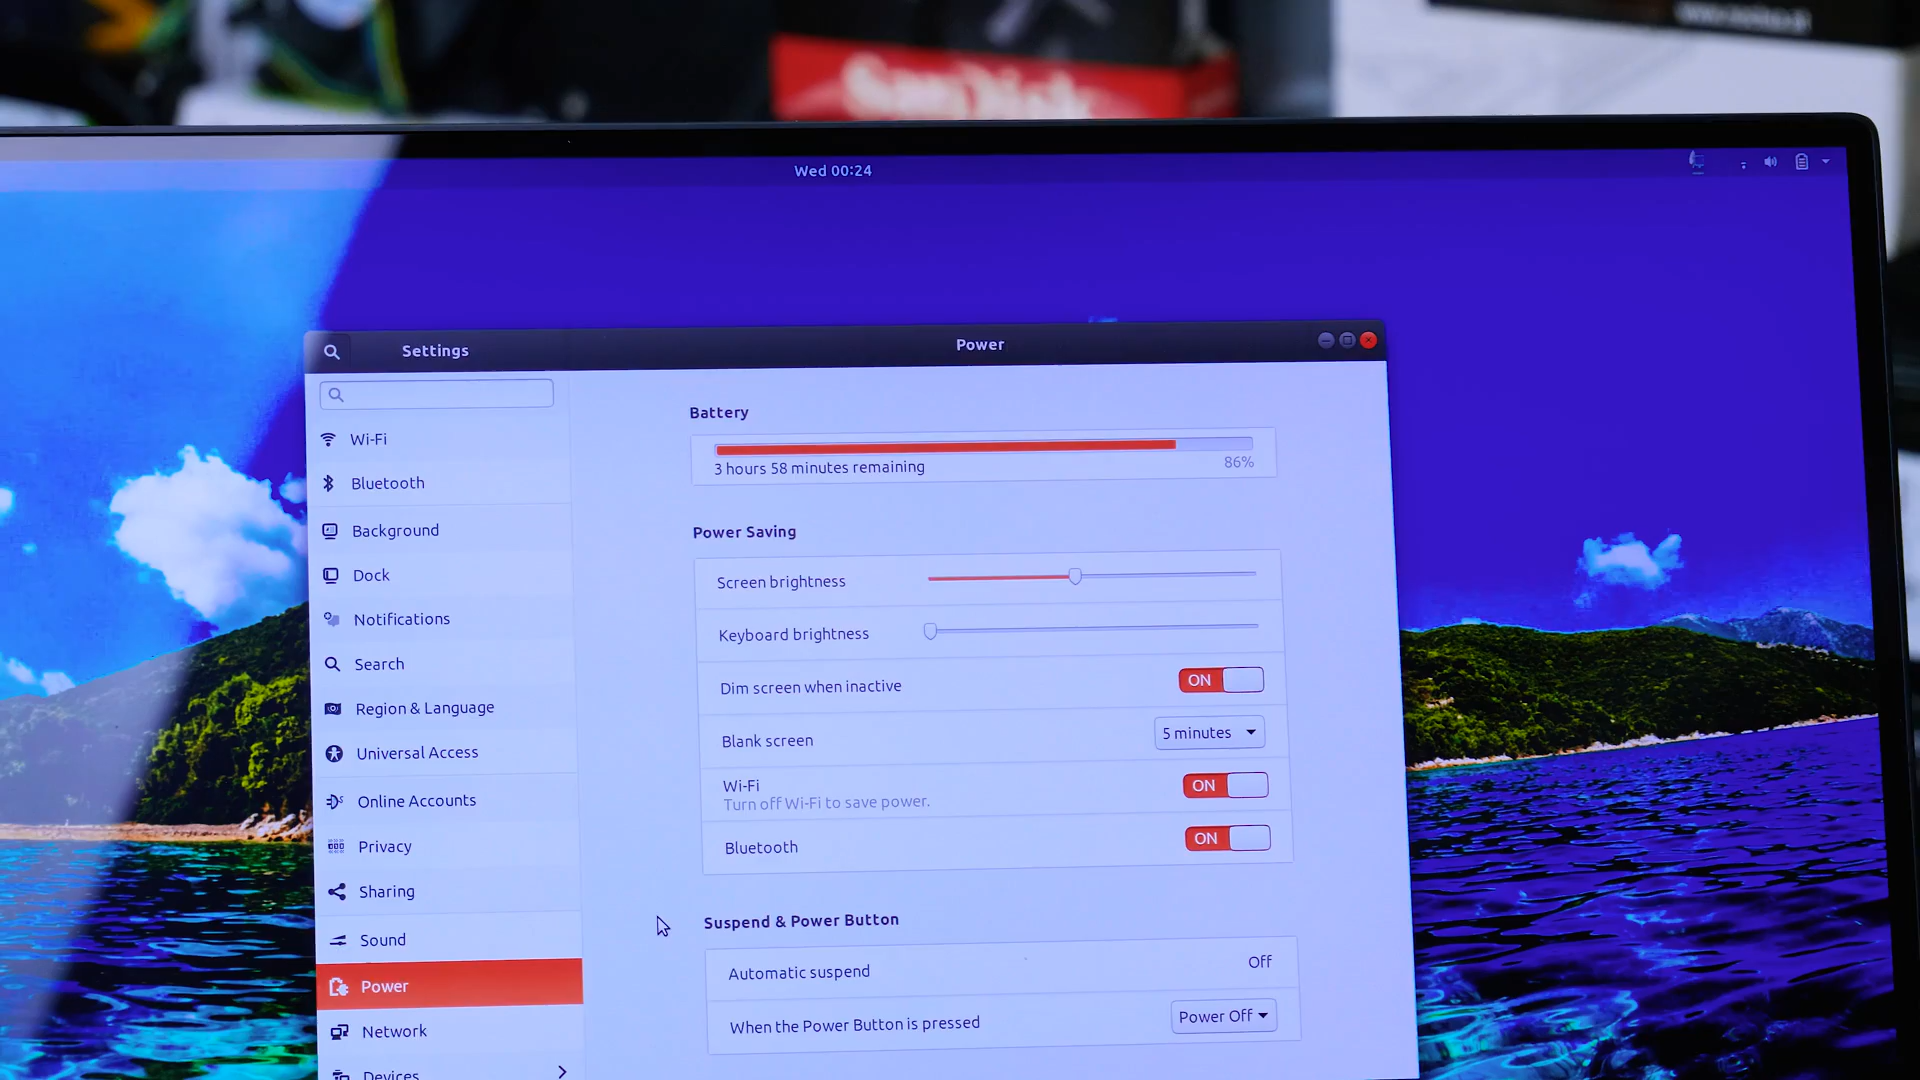 SanDisk
Wed 00:24
Settings
Power
Wi-Fi
Bluetooth
Background
Dock
Notifications
Search
Region & Language
Universal Access
Online Accounts
Privacy
Sharing
Sound
Power
Network
Devices
Battery
3 hours 58 minutes remaining
86%
Power Saving
Screen brightness
Keyboard brightness
Dim screen when inactive
ON
Blank screen
5 minutes
Wi-Fi
ON
Turn off Wi-Fi to save power.
Bluetooth
ON
Suspend & Power Button
Automatic suspend
Off
When the Power Button is pressed
Power Off